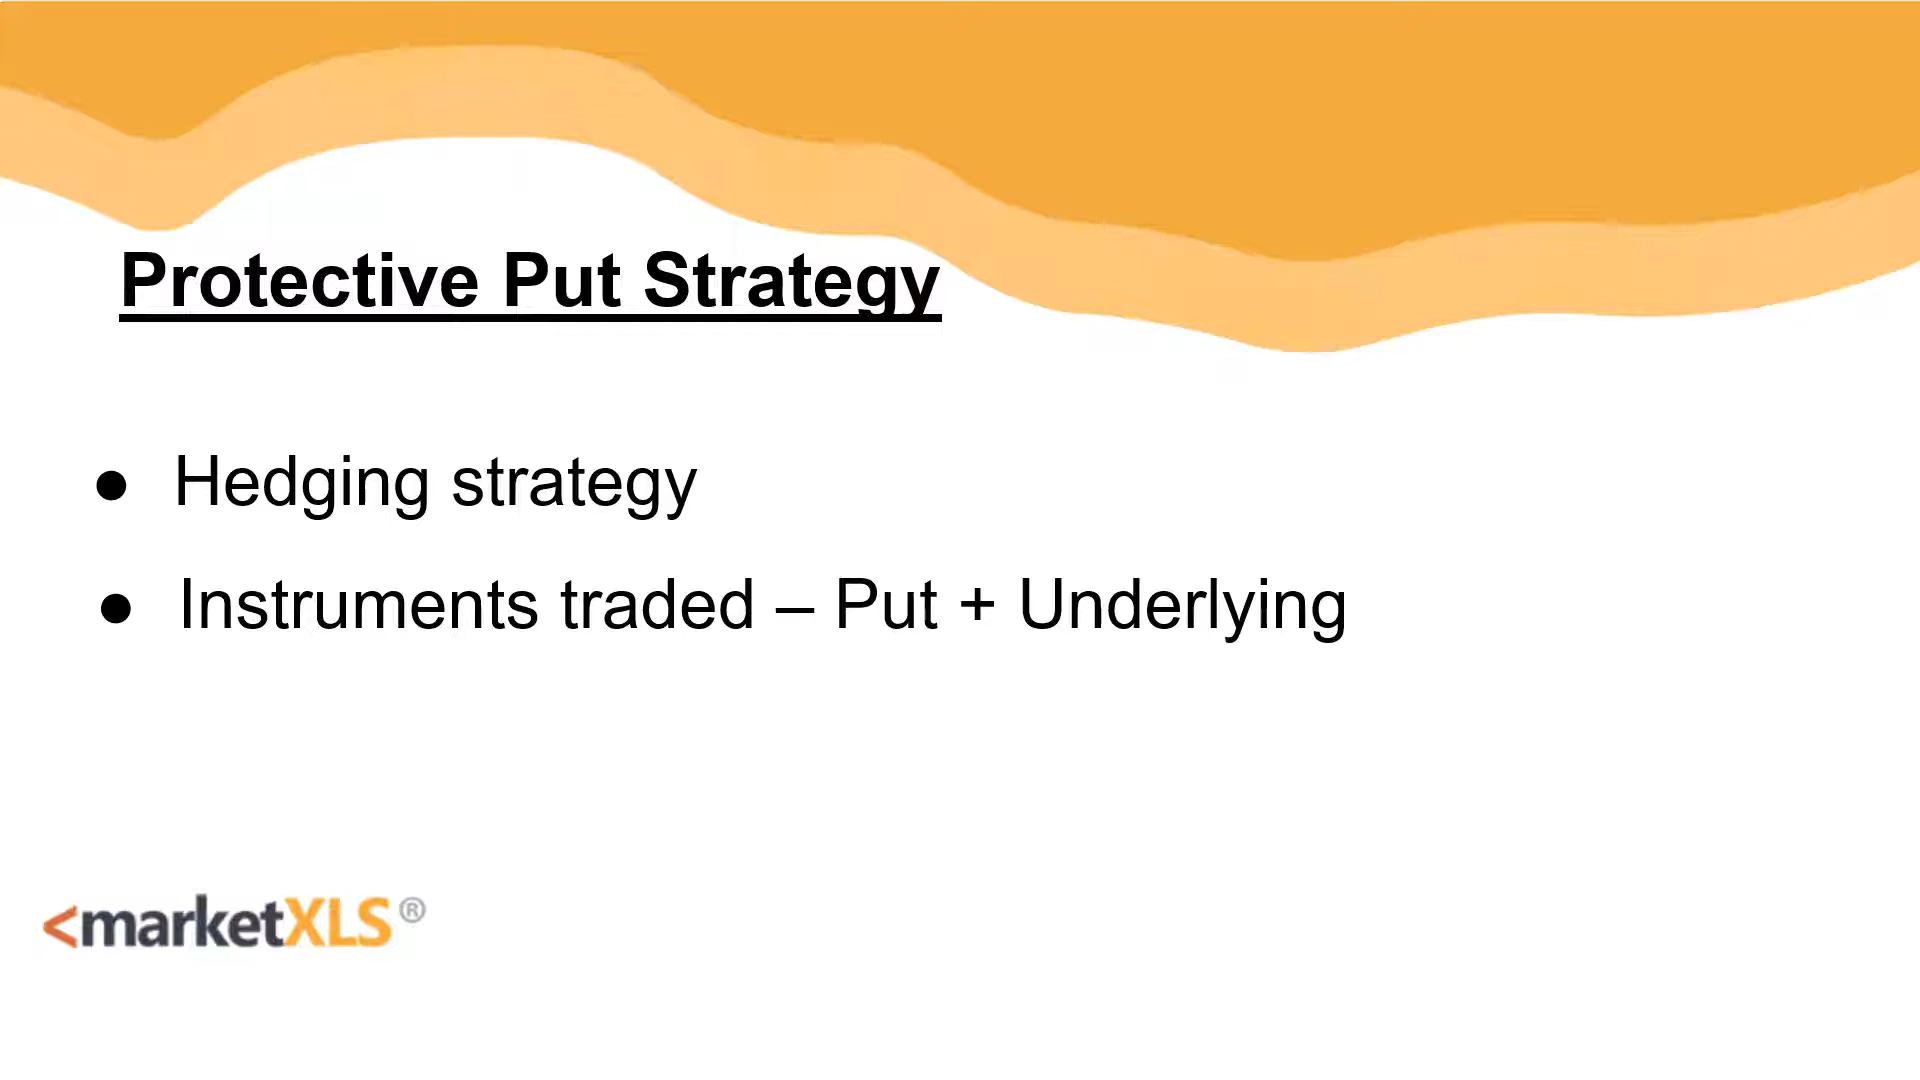 Protective Put Strategy
● Hedging strategy
● Instruments traded – Put + Underlying
<marketXLS®